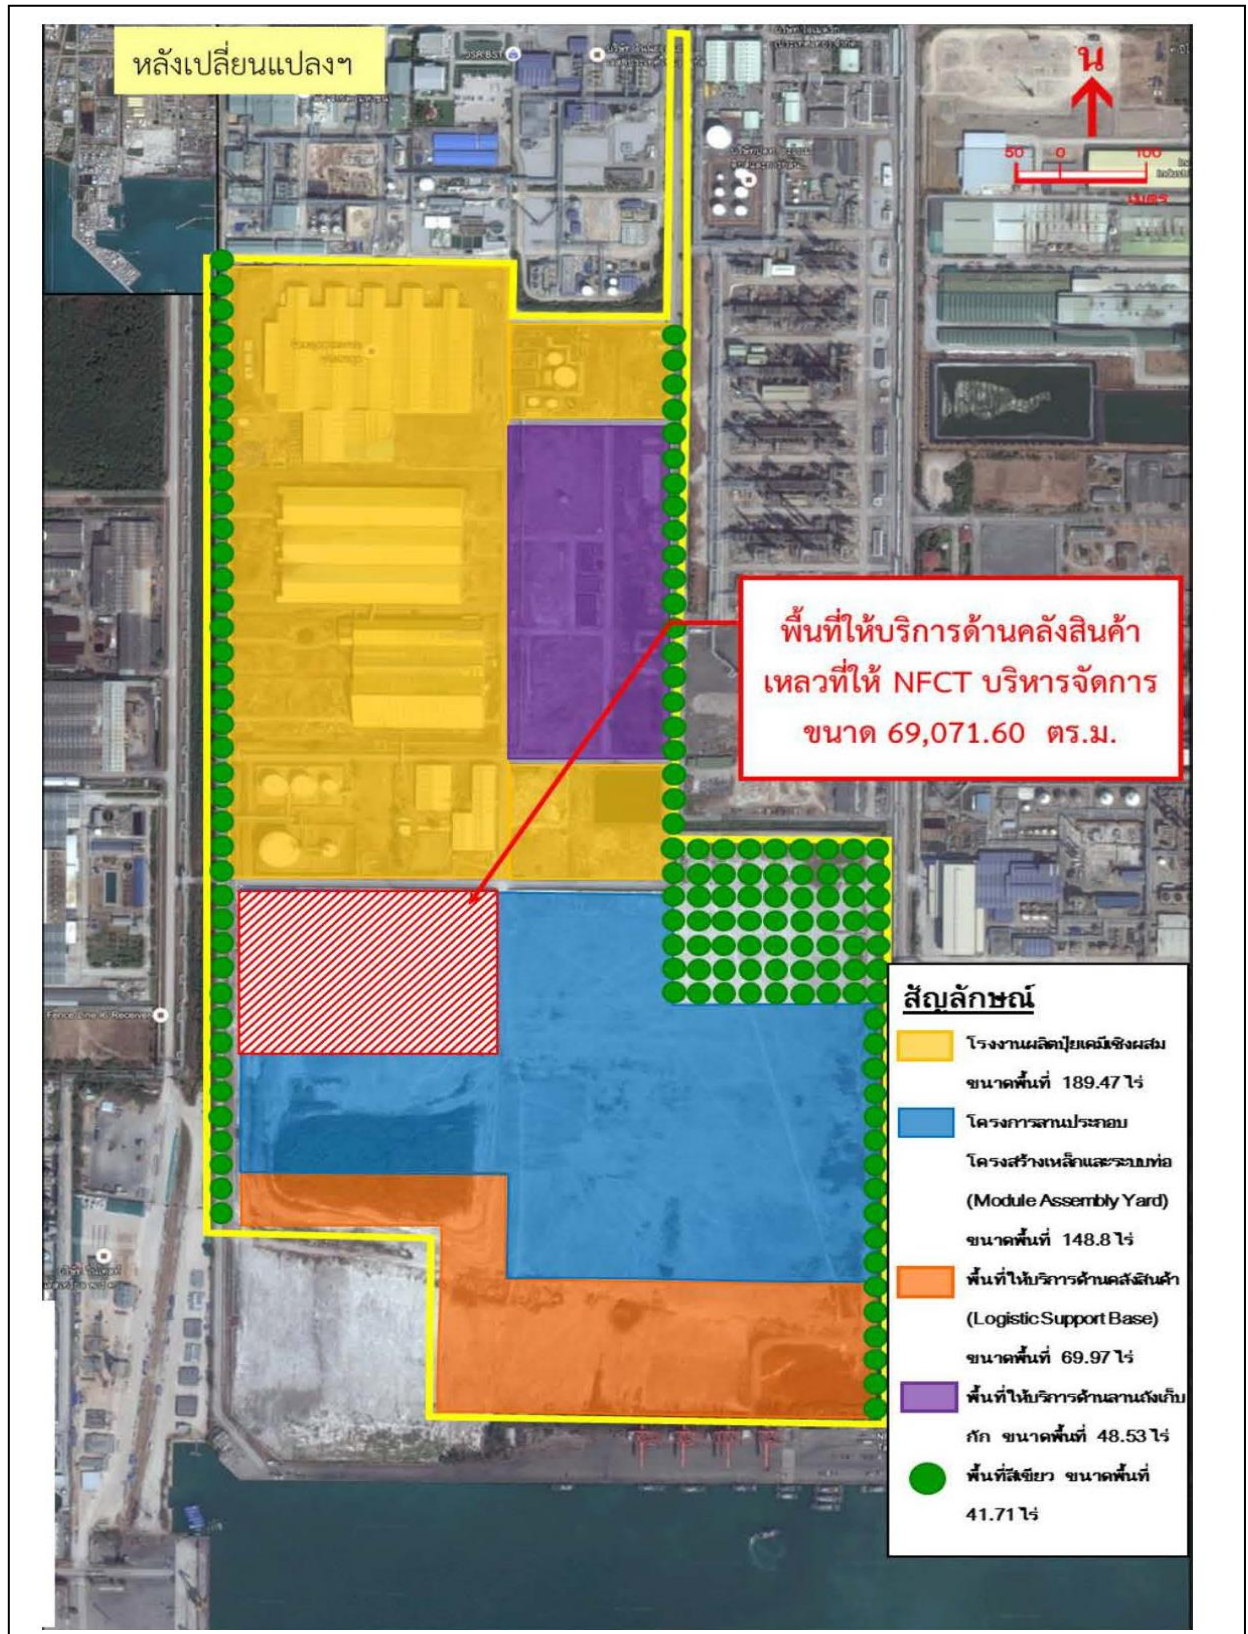 หลังเปลี่ยนแปลงฯ
JSR BST
น
50 0 100
เมตร
พื้นที่ให้บริการด้านคลังสินค้า
เหลวที่ให้ NFCT บริหารจัดการ
ขนาด 69,071.60 ตร.ม.
สัญลักษณ์
โรงงานผลิตปุ๋ยเคมีเชิงผสม
ขนาดพื้นที่ 189.47 ไร่
โครงการลานประกอบ
โครงสร้างเหล็กและระบบท่อ
(Module Assembly Yard)
ขนาดพื้นที่ 148.8 ไร่
พื้นที่ให้บริการด้านคลังสินค้า
(Logistic Support Base)
ขนาดพื้นที่ 69.97 ไร่
พื้นที่ให้บริการด้านลานถังเก็บ
กัก ขนาดพื้นที่ 48.53 ไร่
พื้นที่สีเขียว ขนาดพื้นที่
41.71 ไร่